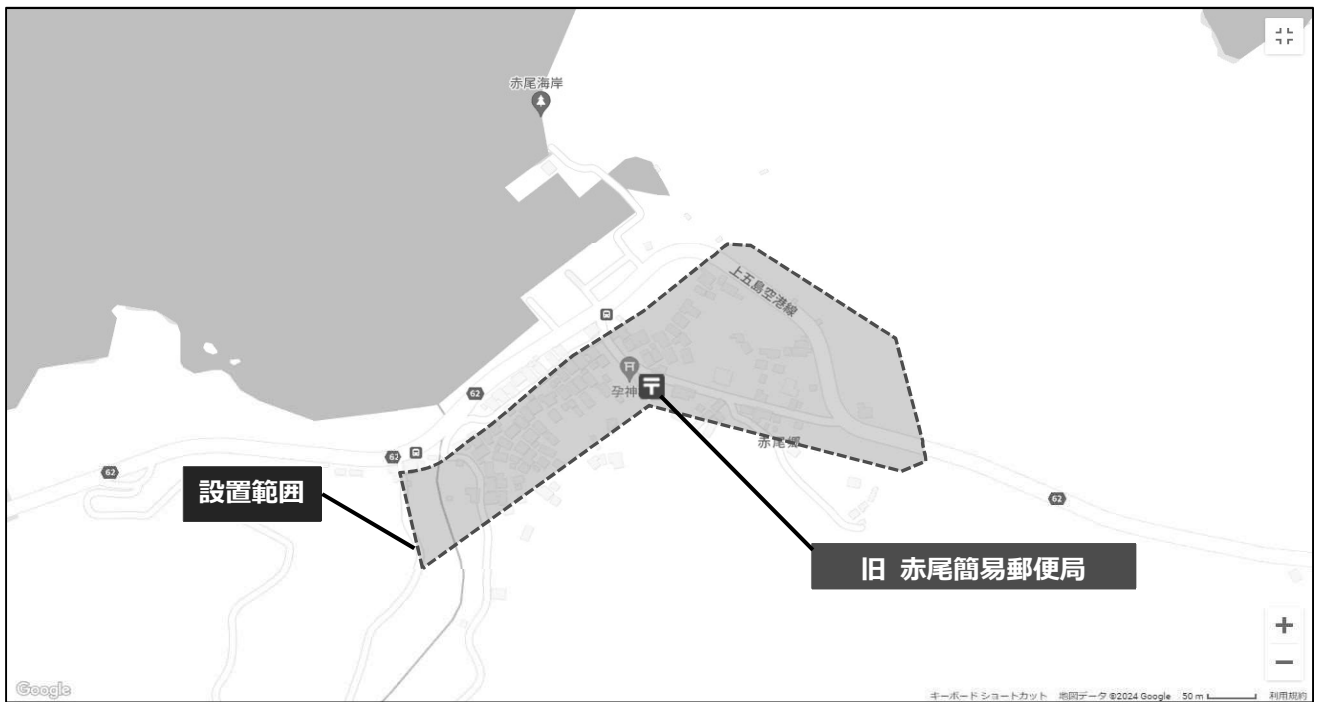 赤尾海岸
上五島空港線
孕神
〒
62
赤尾郷
62
62
62
設置範囲
旧 赤尾簡易郵便局
Google
キーボード ショートカット 地図データ ©2024 Google 50 m 利用規約